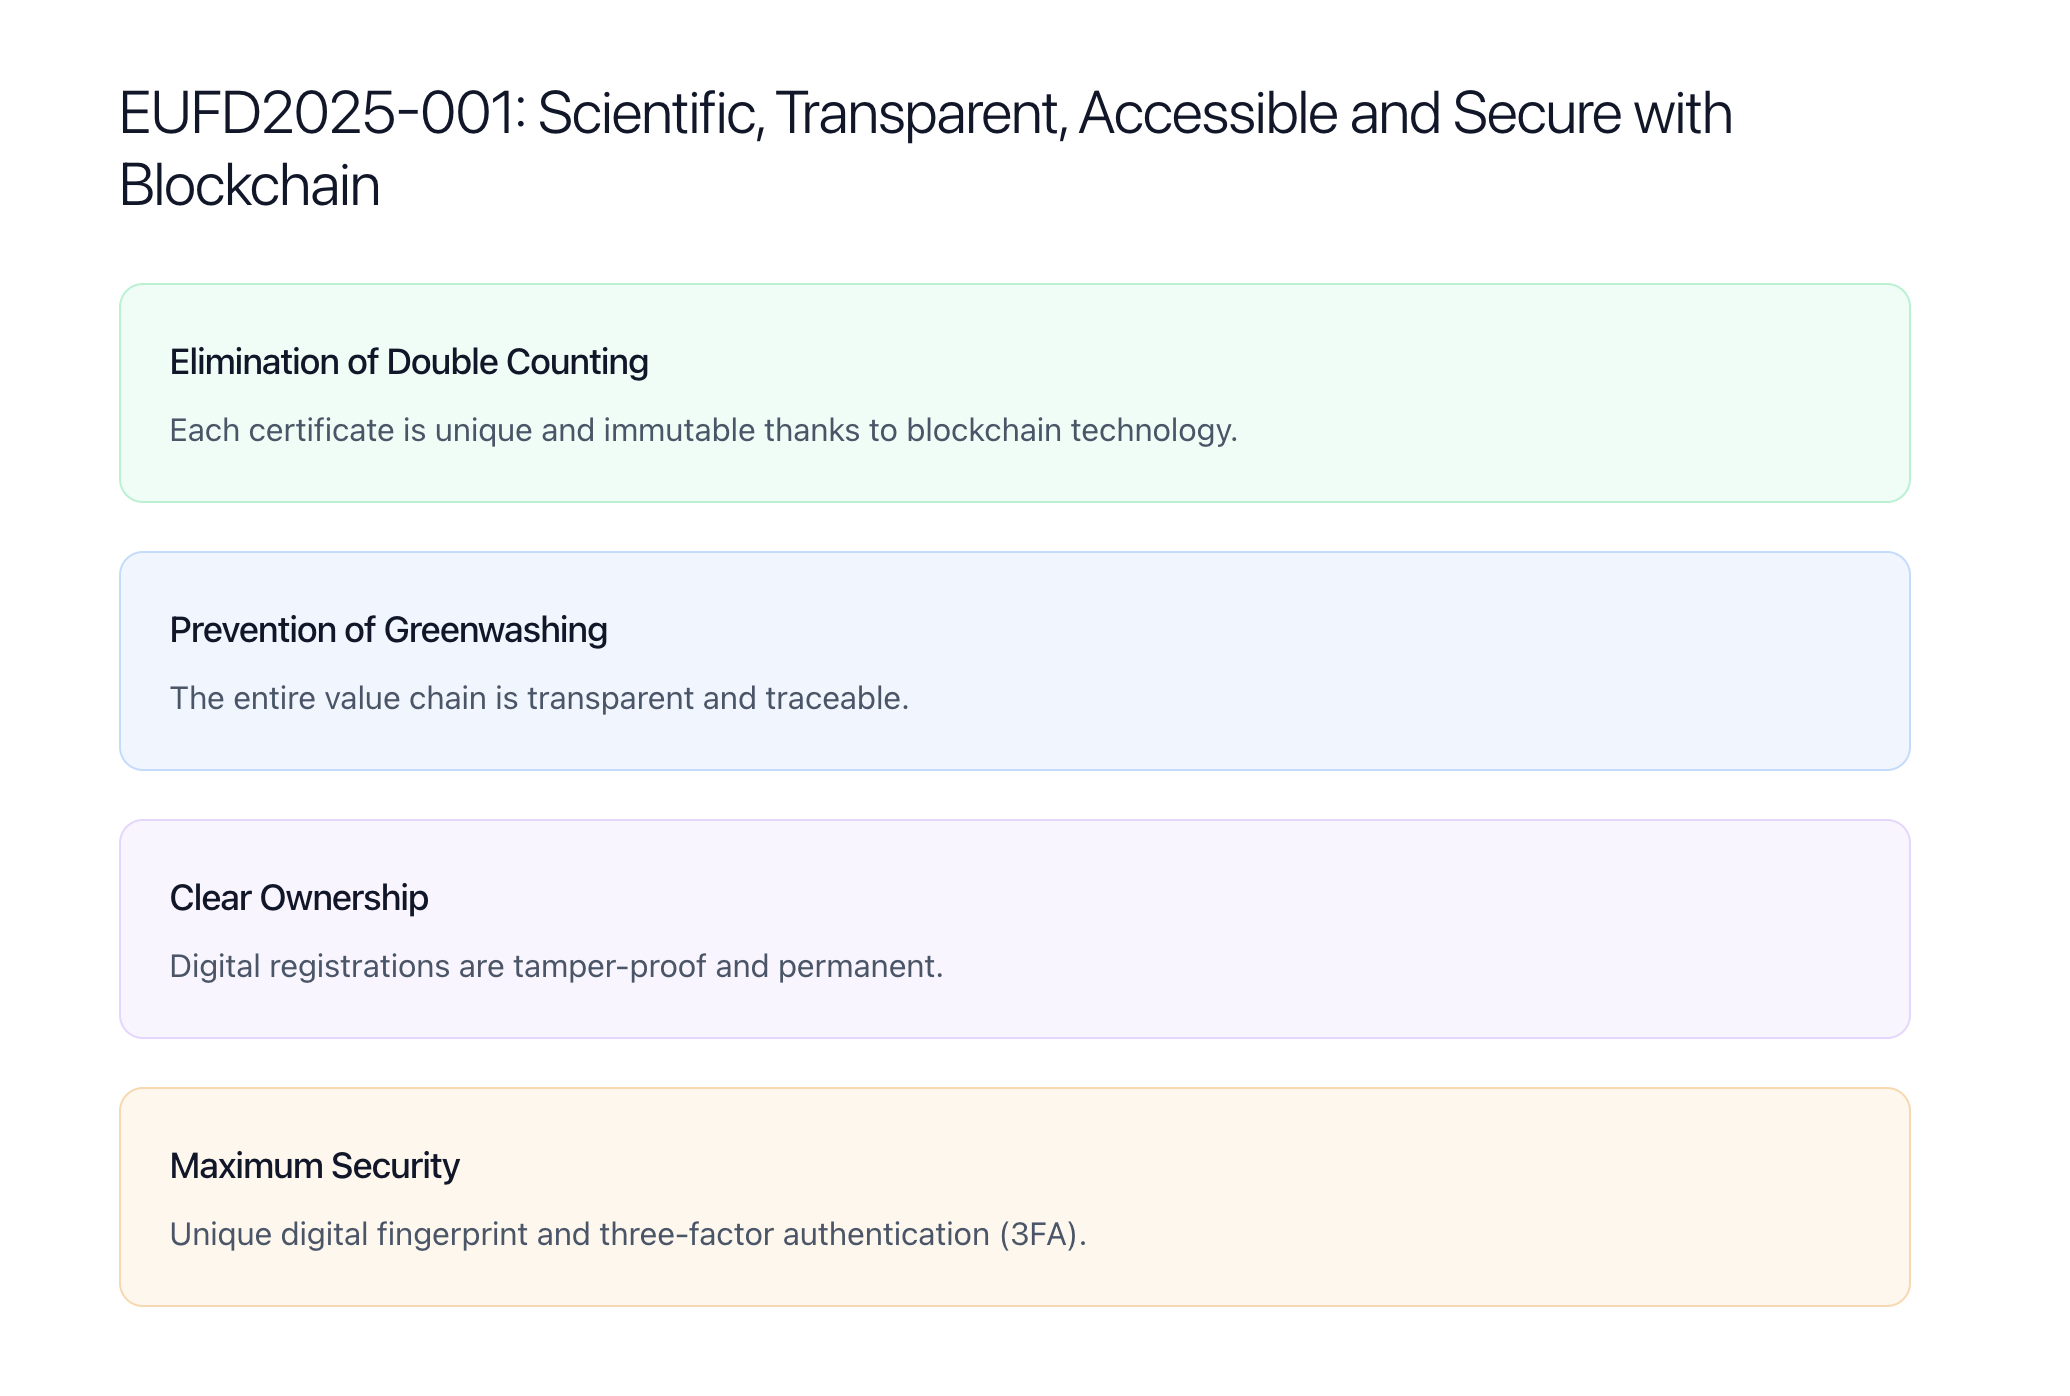 EUFD2025-001: Scientific, Transparent, Accessible and Secure with
Blockchain
Elimination of Double Counting
Each certificate is unique and immutable thanks to blockchain technology.
Prevention of Greenwashing
The entire value chain is transparent and traceable.
Clear Ownership
Digital registrations are tamper-proof and permanent.
Maximum Security
Unique digital fingerprint and three-factor authentication (3FA).